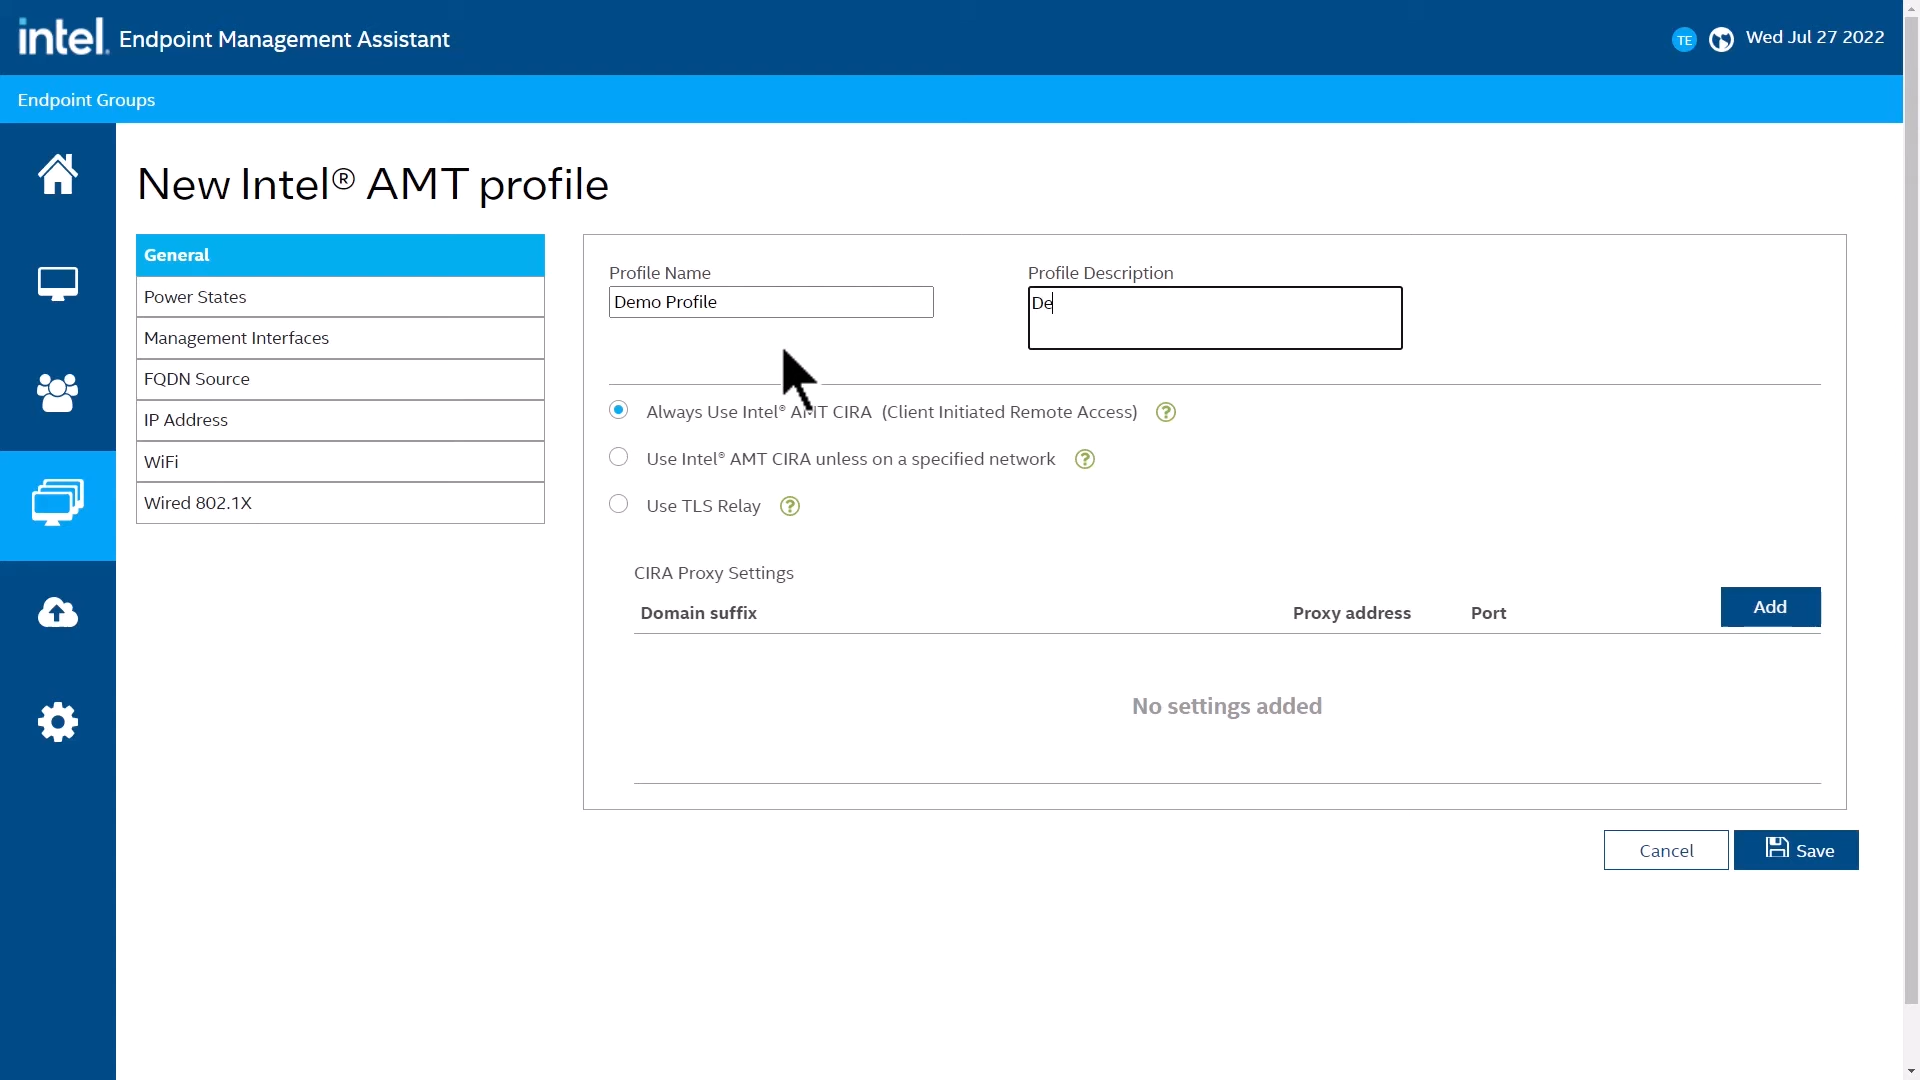 intel. Endpoint Management Assistant
TE Wed Jul 27 2022
Endpoint Groups
New Intel® AMT profile
General
Power States
Management Interfaces
FQDN Source
IP Address
WiFi
Wired 802.1X
Profile Name
Demo Profile
Profile Description
De
Always Use Intel® AMT CIRA (Client Initiated Remote Access) ?
Use Intel® AMT CIRA unless on a specified network ?
Use TLS Relay ?
CIRA Proxy Settings
Domain suffix Proxy address Port Add
No settings added
Cancel Save